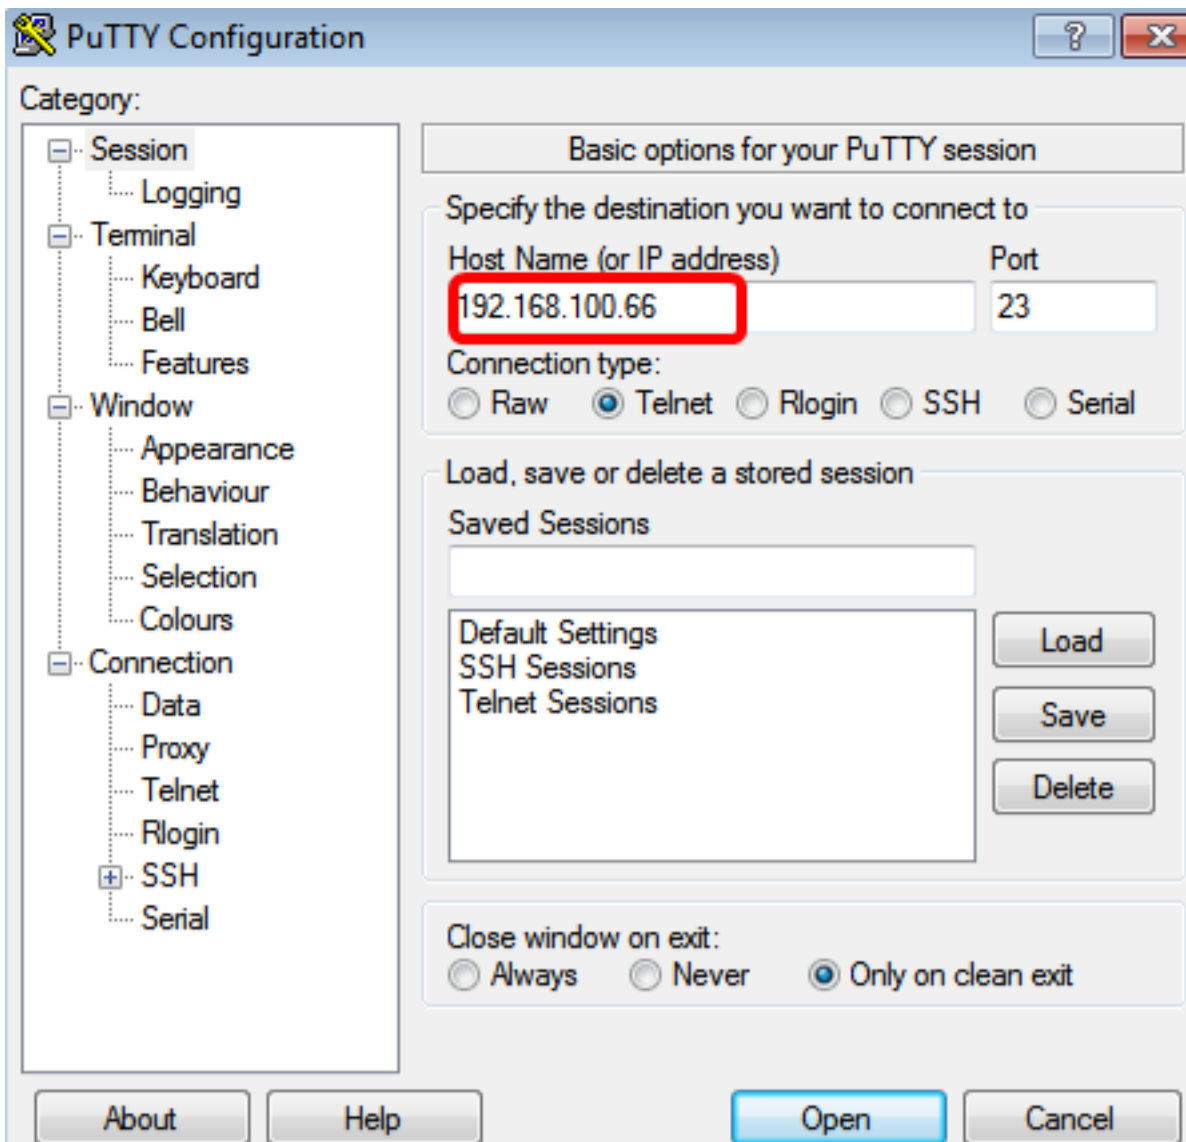 PuTTY Configuration
Category:
Session
Logging
Terminal
Keyboard
Bell
Features
Window
Appearance
Behaviour
Translation
Selection
Colours
Connection
Data
Proxy
Telnet
Rlogin
SSH
Serial
Basic options for your PuTTY session
Specify the destination you want to connect to
Host Name (or IP address) Port
192.168.100.66 23
Connection type:
Raw Telnet Rlogin SSH Serial
Load, save or delete a stored session
Saved Sessions
Default Settings
SSH Sessions
Telnet Sessions
Load
Save
Delete
Close window on exit:
Always Never Only on clean exit
About Help Open Cancel